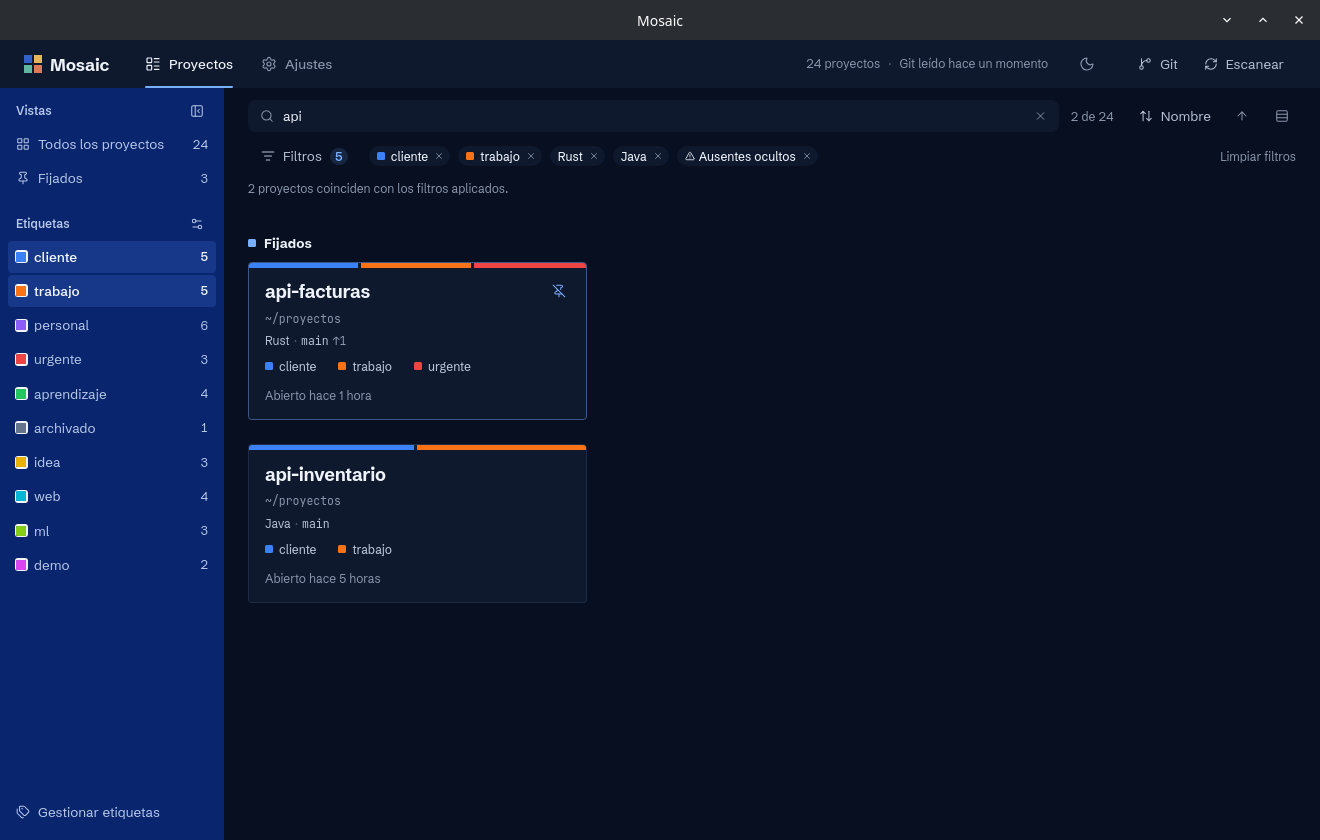 Mosaic
Mosaic
Proyectos
Ajustes
24 proyectos · Git leído hace un momento
Git
Escanear
Vistas
Todos los proyectos 24
Fijados 3
Etiquetas
cliente 5
trabajo 5
personal 6
urgente 3
aprendizaje 4
archivado 1
idea 3
web 4
ml 3
demo 2
Gestionar etiquetas
api
2 de 24
Nombre
Filtros 5
cliente
trabajo
Rust
Java
Ausentes ocultos
Limpiar filtros
2 proyectos coinciden con los filtros aplicados.
Fijados
api-facturas
~/proyectos
Rust · main ↑1
cliente trabajo urgente
Abierto hace 1 hora
api-inventario
~/proyectos
Java · main
cliente trabajo
Abierto hace 5 horas